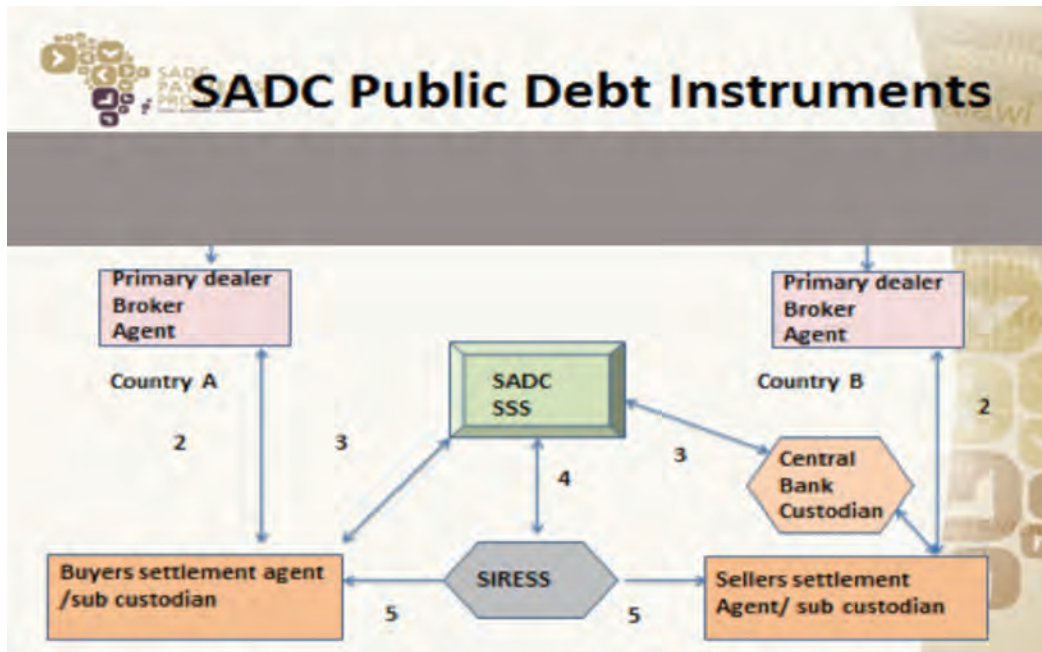 SADC
SADC Public Debt Instruments
Primary dealer
Broker
Agent
Primary dealer
Broker
Agent
Country A
SADC
SSS
Country B
2
2
3
3
4
Central
Bank
Custodian
Buyers settlement agent
/sub custodian
SIRESS
Sellers settlement
Agent/ sub custodian
5
5